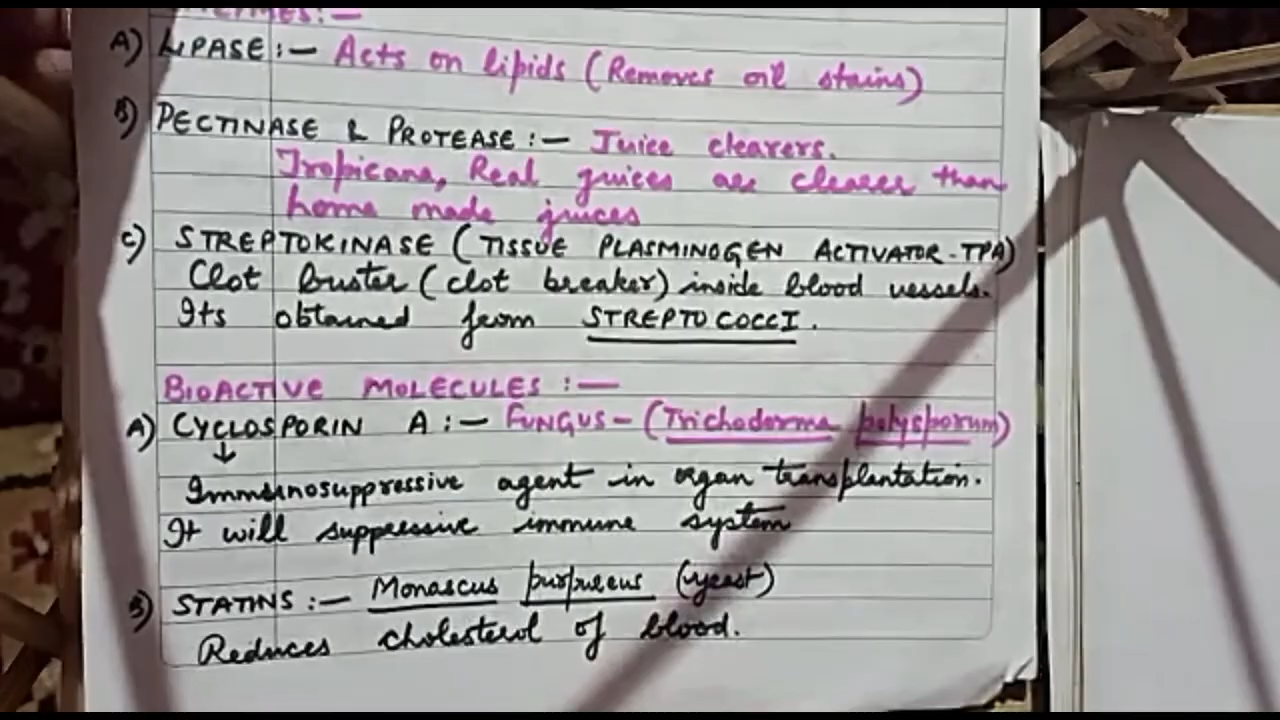 A) LIPASE :- Acts on lipids (Removes oil stains)
B) PECTINASE & PROTEASE :- Juice clearers.
Tropicana, Real juices are clearer than
home made juices
C) STREPTOKINASE (TISSUE PLASMINOGEN ACTIVATOR-TPA)
Clot buster (clot breaker) inside blood vessels.
Its obtained from STREPTOCOCCI.
BIOACTIVE MOLECULES :-
A) CYCLOSPORIN A :- FUNGUS - (Trichoderma polysporum)
↓
Immunosuppressive agent in organ transplantation.
It will suppressive immune system
B) STATINS :- Monascus purpureus (yeast)
Reduces cholesterol of blood.